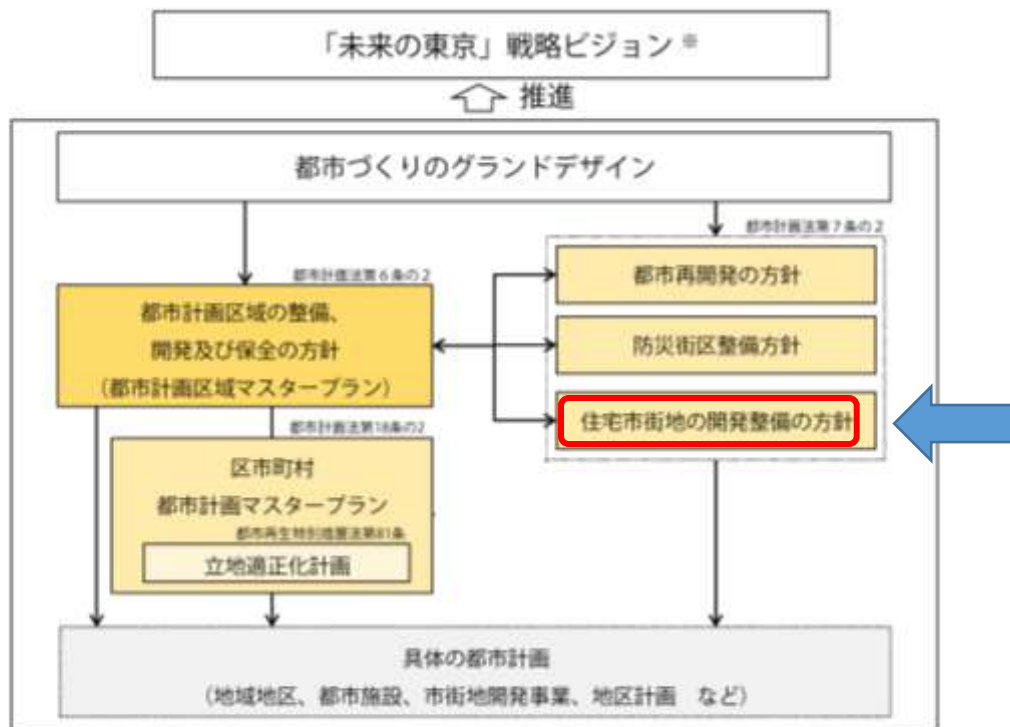 「未来の東京」戦略ビジョン ※
推進
都市づくりのグランドデザイン
都市計画法第7条の2
都市計画法第6条の2
都市再開発の方針
都市計画区域の整備、
開発及び保全の方針
（都市計画区域マスタープラン）
防災街区整備方針
住宅市街地の開発整備の方針
都市計画法第18条の2
区市町村
都市計画マスタープラン
都市再生特別措置法第81条
立地適正化計画
具体の都市計画
（地域地区、都市施設、市街地開発事業、地区計画　など）